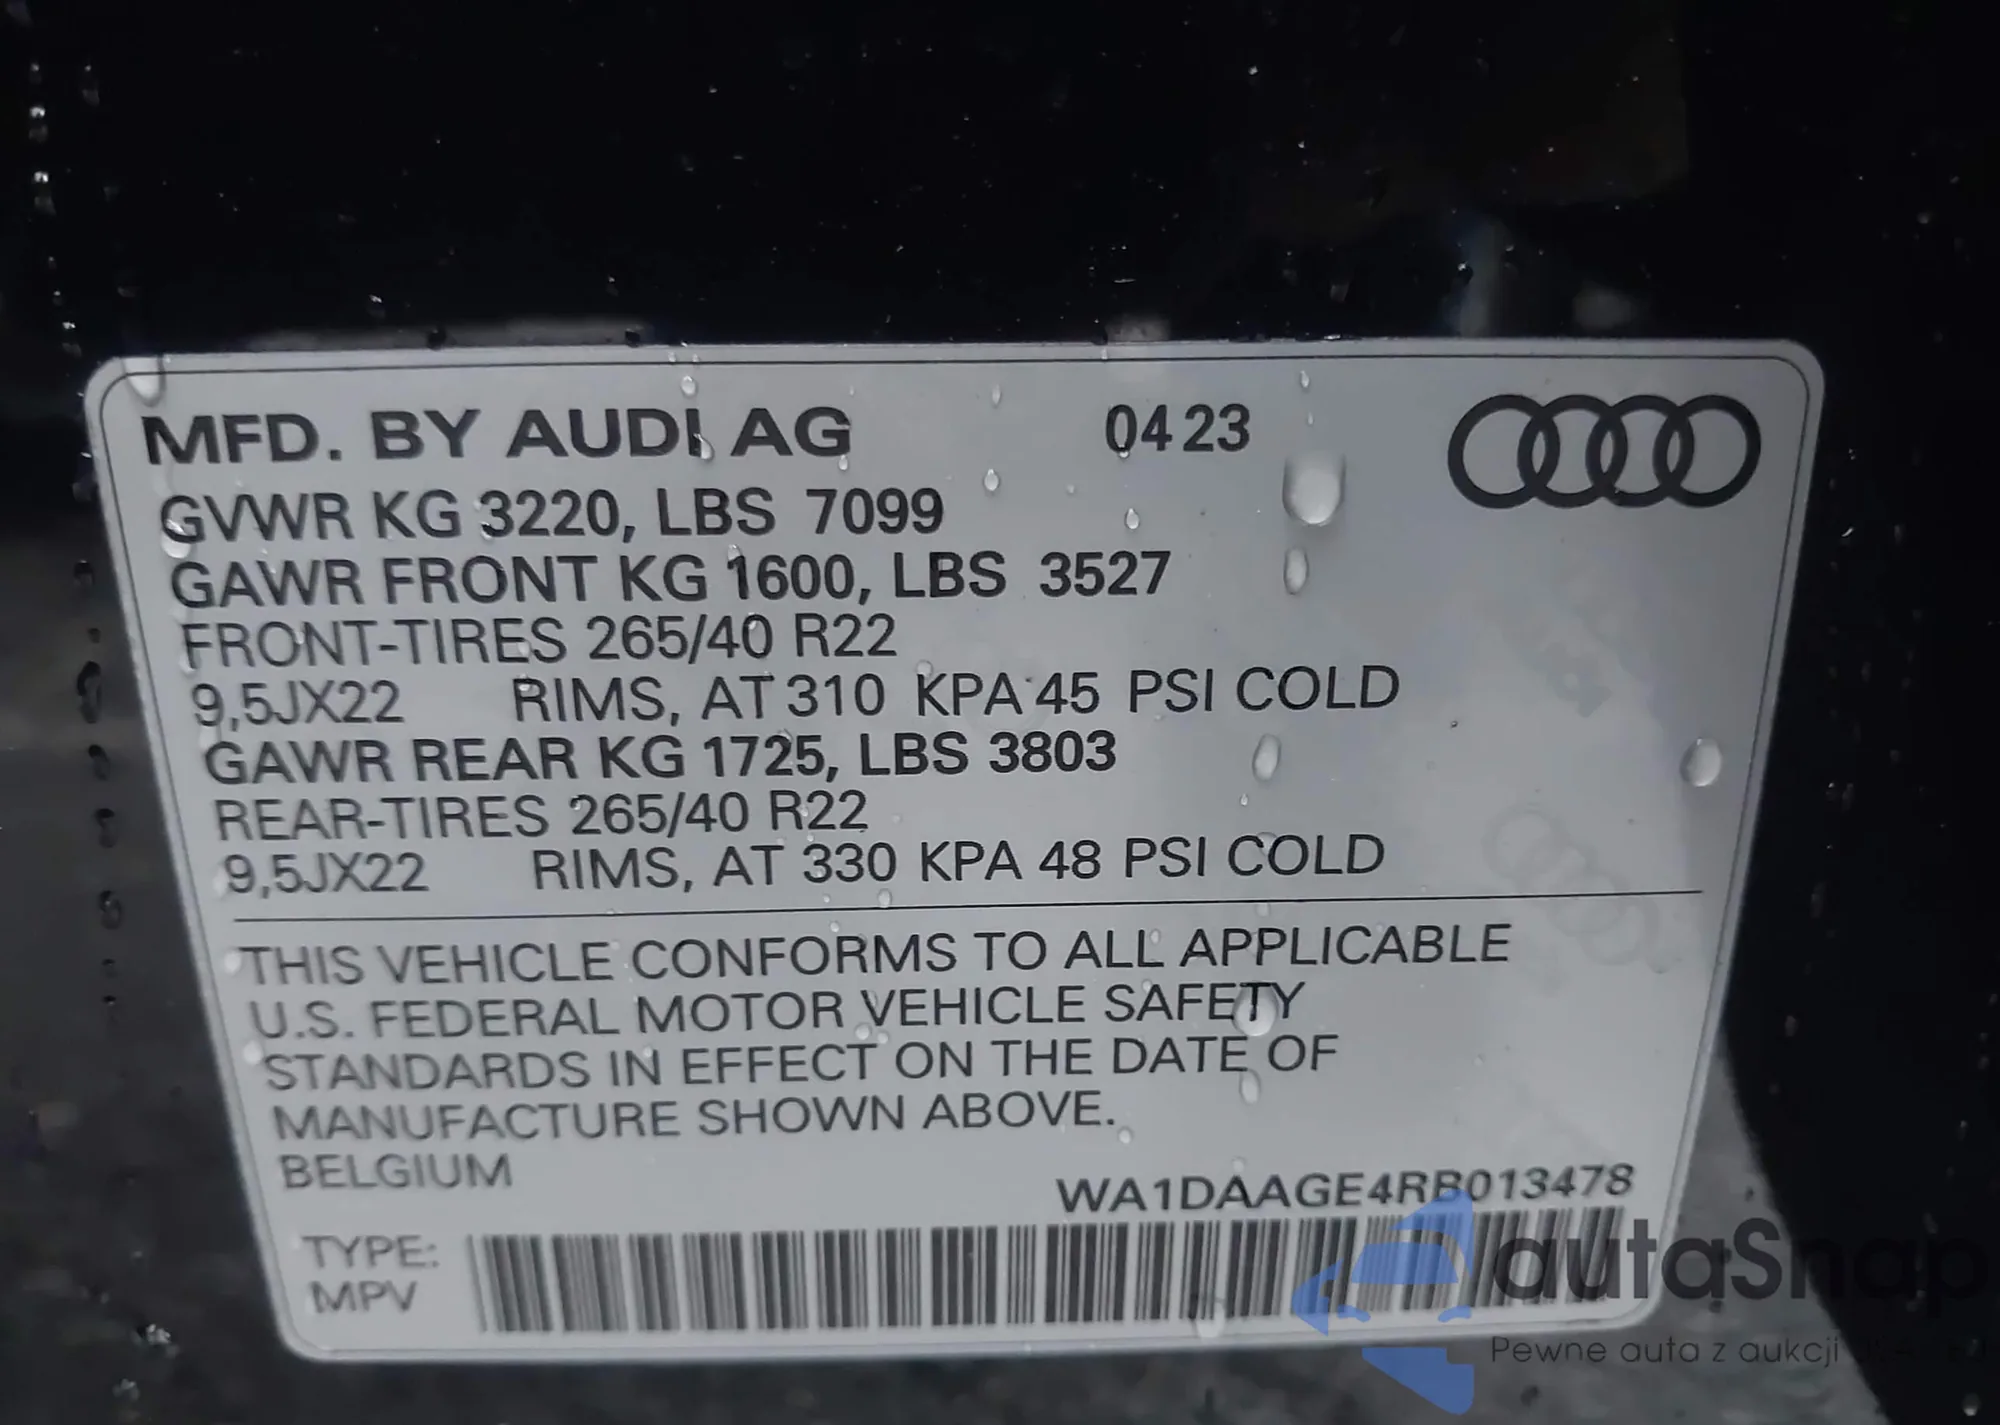 MFD. BY AUDI AG 04 23
GVWR KG 3220, LBS 7099
GAWR FRONT KG 1600, LBS 3527
FRONT-TIRES 265/40 R22
9,5JX22 RIMS, AT 310 KPA 45 PSI COLD
GAWR REAR KG 1725, LBS 3803
REAR-TIRES 265/40 R22
9,5JX22 RIMS, AT 330 KPA 48 PSI COLD
THIS VEHICLE CONFORMS TO ALL APPLICABLE
U.S. FEDERAL MOTOR VEHICLE SAFETY
STANDARDS IN EFFECT ON THE DATE OF
MANUFACTURE SHOWN ABOVE.
BELGIUM
WA1DAAGE4RB013478
TYPE:
MPV
autaSnap
Pewne auta z aukcji